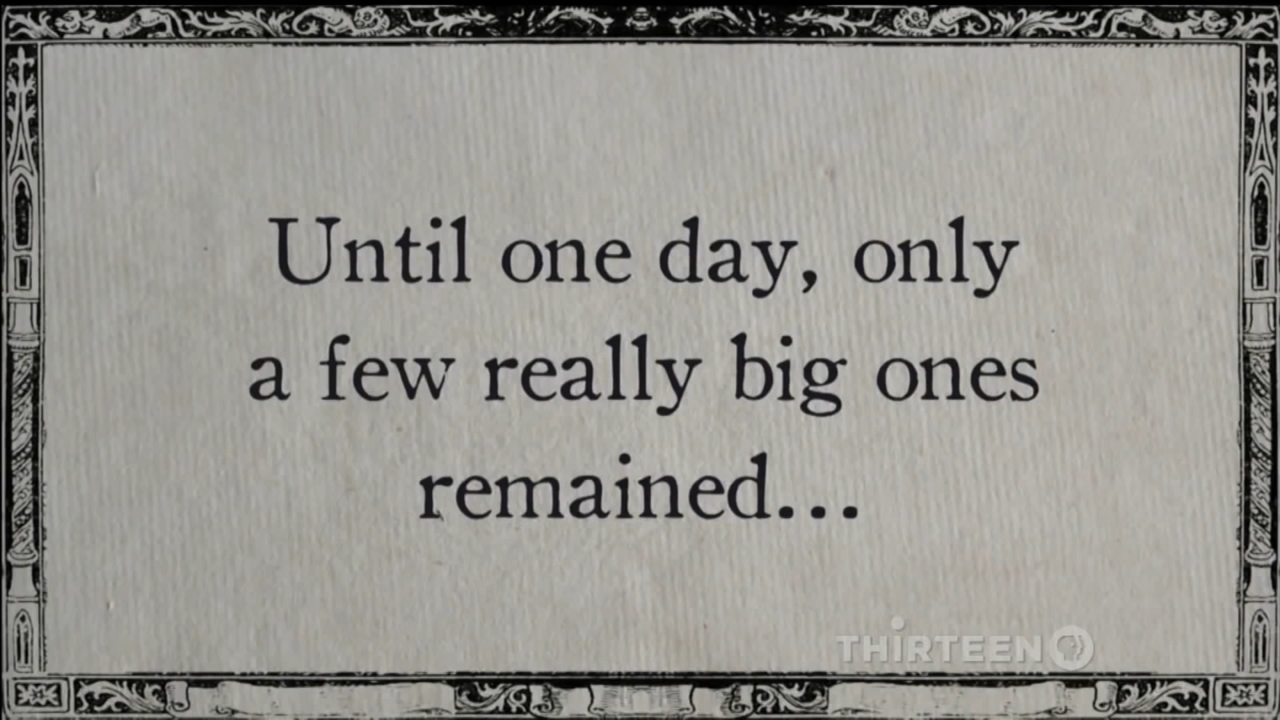 Until one day, only
a few really big ones
remained...
THiRTEEN